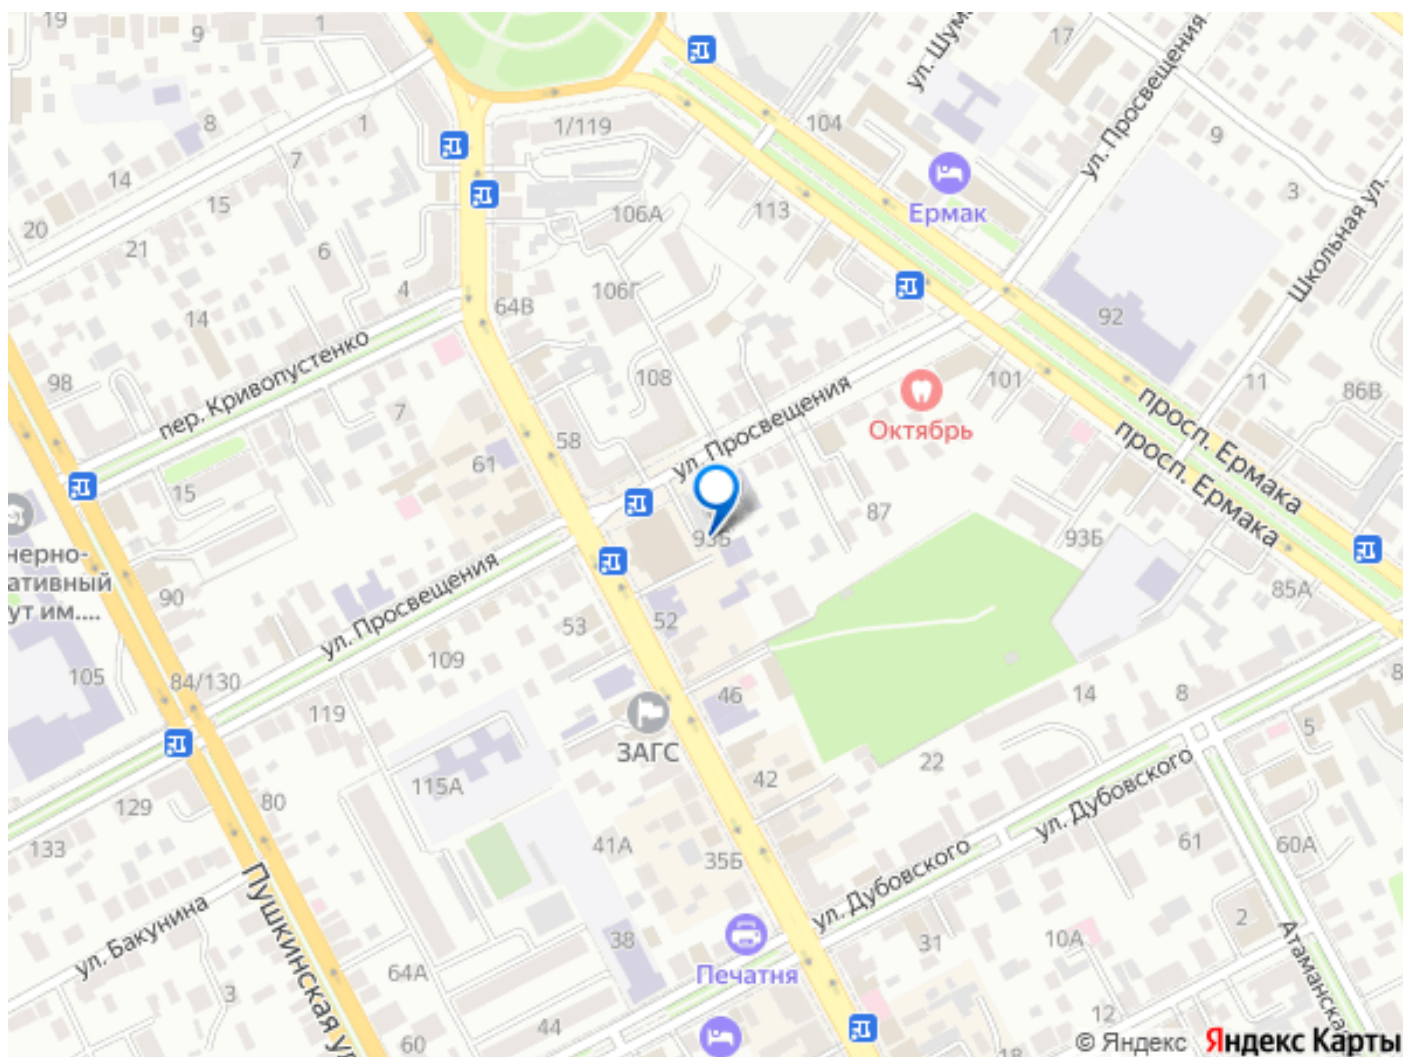 19
9
1
17
ул. Шум
ул. Просвещения
8
1
1/119
104
9
7
14
3
15
106А
113
Ермак
Школьная ул.
20
21
6
4
106Г
64В
14
92
пер. Кривопустенко
98
108
101
11
86В
7
ул. Просвещения
Октябрь
просп. Ермака
просп. Ермака
58
61
15
87
93Б
93Б
нерно-
ативный
ут им....
90
ул. Просвещения
53
52
85А
109
105
84/130
46
14
8
8
119
5
ЗАГС
22
115А
42
ул. Дубовского
129
80
133
41А
35Б
61
60А
ул. Дубовского
Пушкинская ул
ул. Бакунина
2
38
31
10А
Атаманская
Печатня
64А
3
12
44
60
18
© Яндекс Яндекс Карты